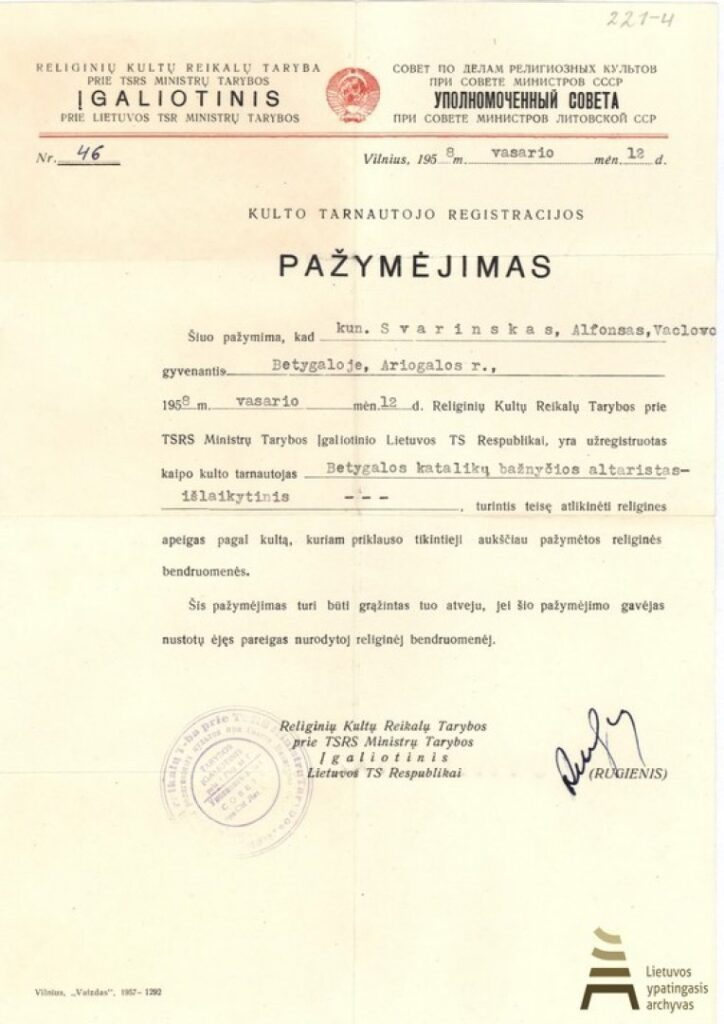 221-4
RELIGINIŲ KULTŲ REIKALŲ TARYBA
PRIE TSRS MINISTRŲ TARYBOS
ĮGALIOTINIS
PRIE LIETUVOS TSR MINISTRŲ TARYBOS
СОВЕТ ПО ДЕЛАМ РЕЛИГИОЗНЫХ КУЛЬТОВ
ПРИ СОВЕТЕ МИНИСТРОВ СССР
УПОЛНОМОЧЕННЫЙ СОВЕТА
ПРИ СОВЕТЕ МИНИСТРОВ ЛИТОВСКОЙ ССР
Nr. 46
Vilnius, 1958 m. vasario mėn. 12 d.
KULTO TARNAUTOJO REGISTRACIJOS
PAŽYMĖJIMAS
Šiuo pažymima, kad kun. S v a r i n s k a s, Alfonsas, Vaclovo
gyvenantis Betygaloje, Ariogalos r.,
1958 m. vasario mėn. 12 d. Religinių Kultų Reikalų Tarybos prie
TSRS Ministrų Tarybos Įgaliotinio Lietuvos TS Respublikai, yra užregistruotas
kaipo kulto tarnautojas Betygalos katalikų bažnyčios altaristas-
išlaikytinis - - - , turintis teisę atlikinėti religines
apeigas pagal kultą, kuriam priklauso tikintieji aukščiau pažymėtos religinės
bendruomenės.
Šis pažymėjimas turi būti grąžintas tuo atveju, jei šio pažymėjimo gavėjas
nustotų ėjęs pareigas nurodytoj religinėj bendruomenėj.
Religinių Kultų Reikalų Tarybos
prie TSRS Ministrų Tarybos
Į g a l i o t i n i s
Lietuvos TS Respublikai
(RUGIENIS)
Vilnius, „Vaizdas", 1957–1292
Lietuvos
ypatingasis
archyvas